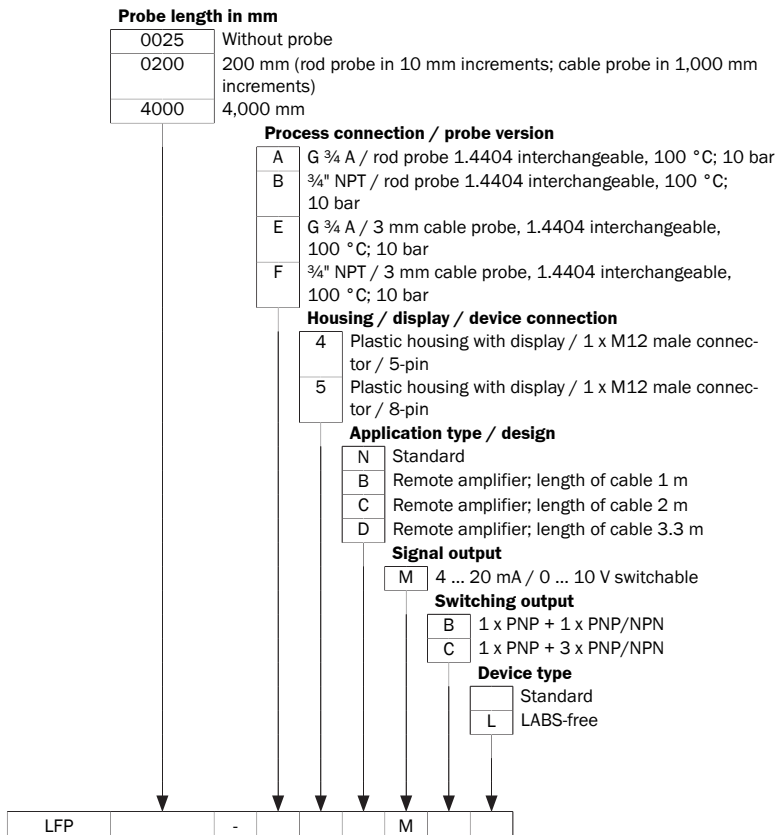 Probe length in mm
0025 Without probe
0200 200 mm (rod probe in 10 mm increments; cable probe in 1,000 mm
increments)
4000 4,000 mm
Process connection / probe version
A G ¾ A / rod probe 1.4404 interchangeable, 100 °C; 10 bar
B ¾" NPT / rod probe 1.4404 interchangeable, 100 °C;
10 bar
E G ¾ A / 3 mm cable probe, 1.4404 interchangeable,
100 °C; 10 bar
F ¾" NPT / 3 mm cable probe, 1.4404 interchangeable,
100 °C; 10 bar
Housing / display / device connection
4 Plastic housing with display / 1 x M12 male connec-
tor / 5-pin
5 Plastic housing with display / 1 x M12 male connec-
tor / 8-pin
Application type / design
N Standard
B Remote amplifier; length of cable 1 m
C Remote amplifier; length of cable 2 m
D Remote amplifier; length of cable 3.3 m
Signal output
M 4 ... 20 mA / 0 ... 10 V switchable
Switching output
B 1 x PNP + 1 x PNP/NPN
C 1 x PNP + 3 x PNP/NPN
Device type
Standard
L LABS-free
LFP - M